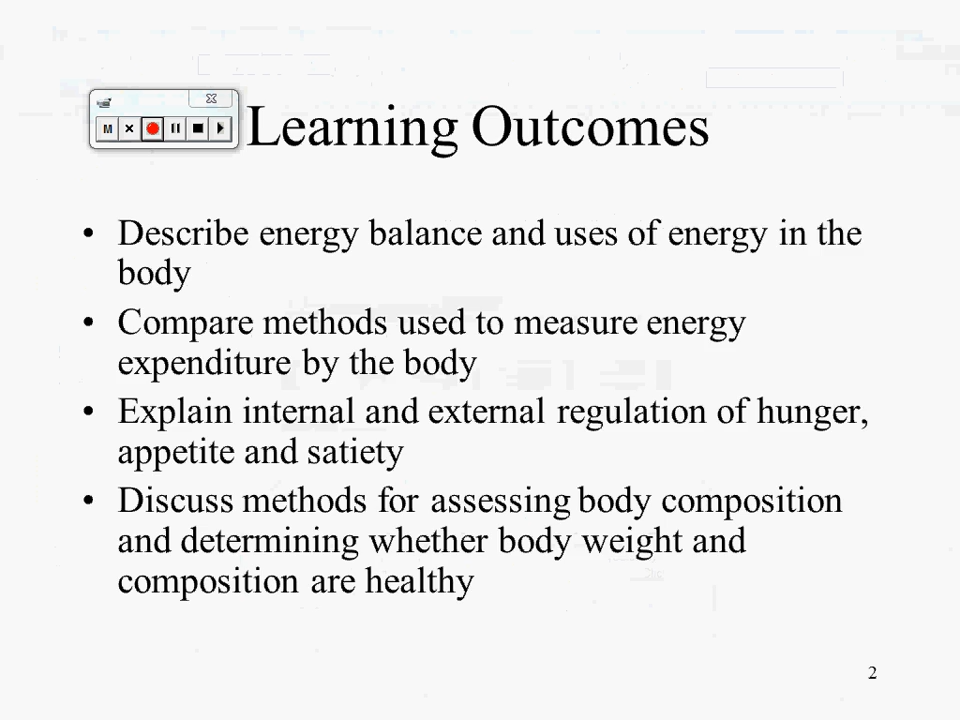 M
Learning Outcomes
• Describe energy balance and uses of energy in the
body
• Compare methods used to measure energy
expenditure by the body
• Explain internal and external regulation of hunger,
appetite and satiety
• Discuss methods for assessing body composition
and determining whether body weight and
composition are healthy
2